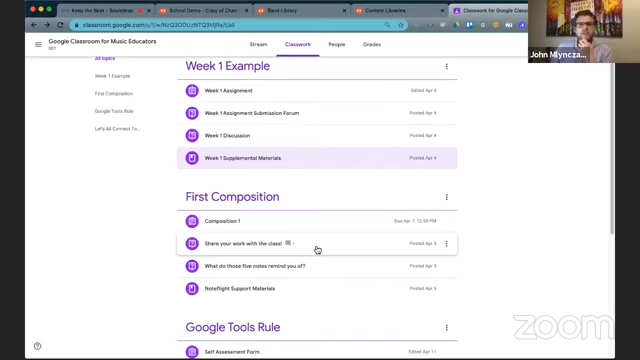 Keep the Beat - Soundtrap
School Demo - Copy of Chan
Band Library
Content Libraries
Classwork for Google Classr
classroom.google.com
Google Classroom for Music Educators
001
Stream
Classwork
People
Grades
John Mlyncza...
All topics
Week 1 Example
First Composition
Google Tools Rule
Let's All Connect To...
Week 1 Example
Week 1 Assignment
Edited Apr 4
Week 1 Assignment Submission Forum
Posted Apr 4
Week 1 Discussion
Posted Apr 4
Week 1 Supplemental Materials
Posted Apr 4
First Composition
Composition 1
Due Apr 7, 12:55 PM
Share your work with the class!
Posted Apr 5
What do those five notes remind you of?
Posted Apr 5
Noteflight Support Materials
Posted Apr 5
Google Tools Rule
Self Assessment Form
Edited Apr 11
zoom